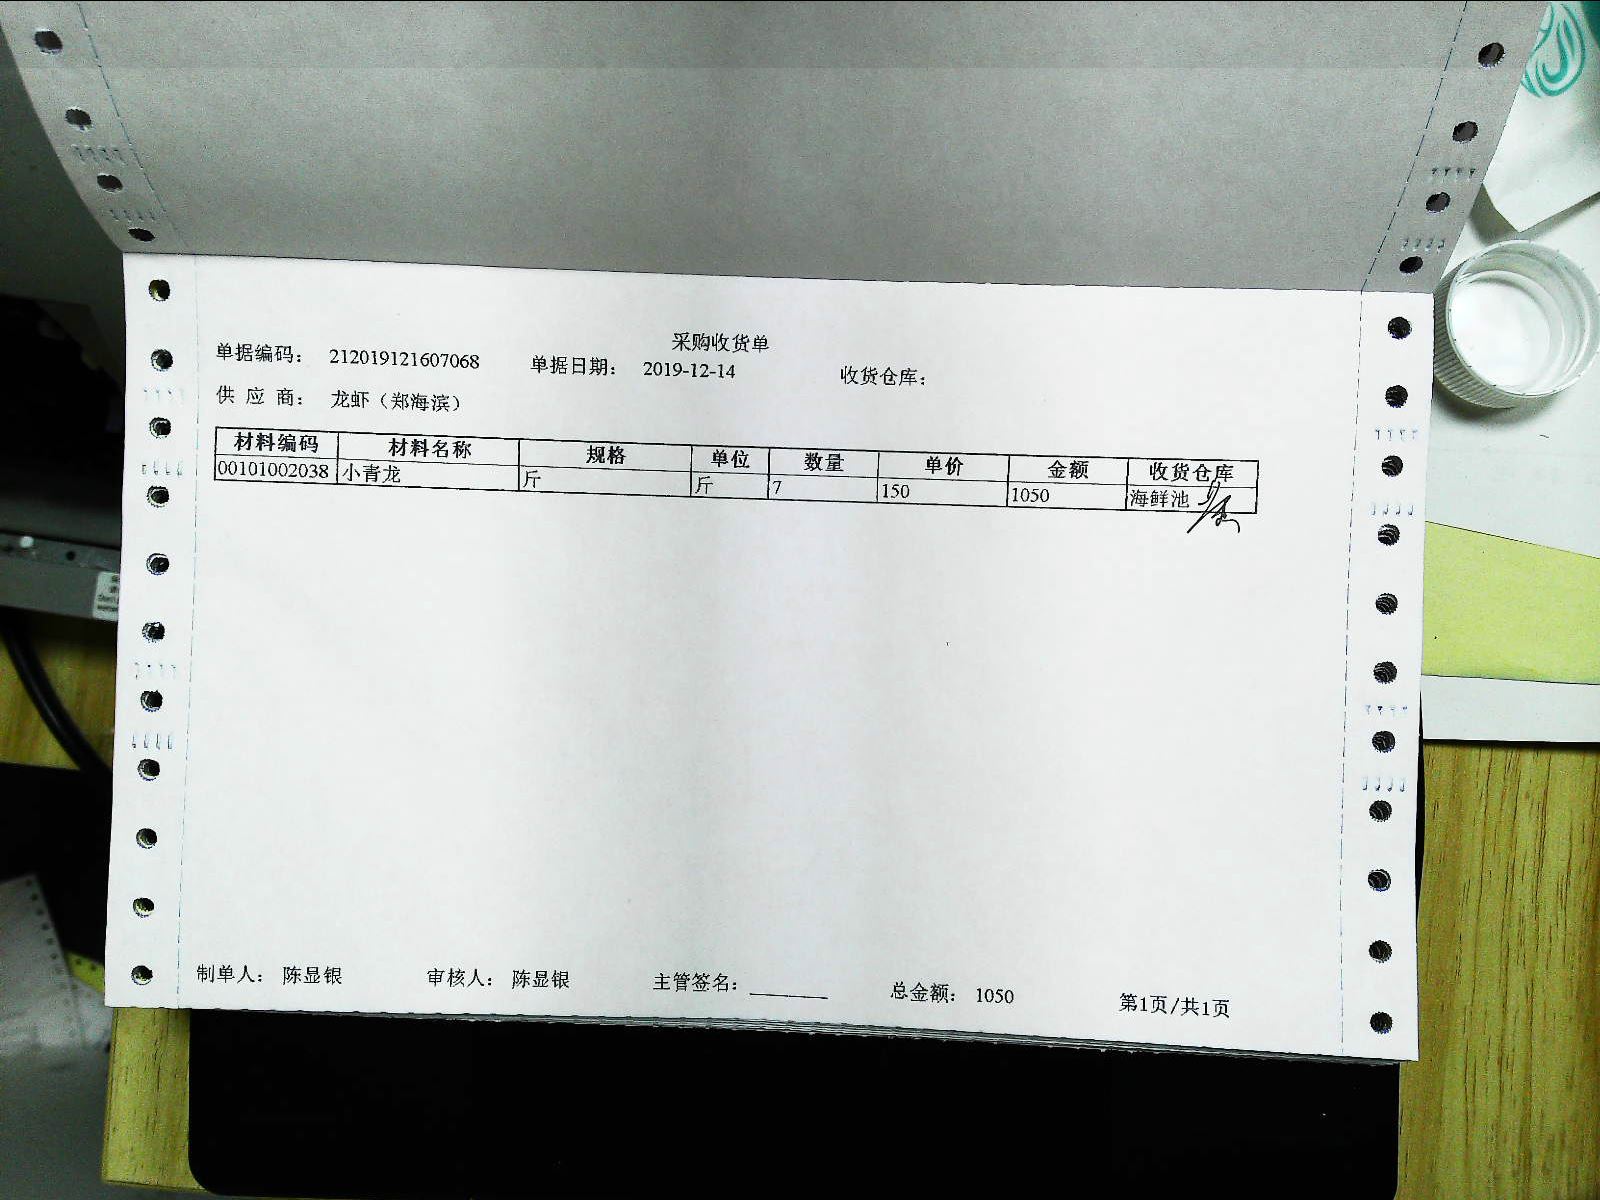 采购收货单
单据编码： 212019121607068 单据日期： 2019-12-14 收货仓库：
供 应 商： 龙虾（郑海滨）
材料编码 材料名称 规格 单位 数量 单价 金额 收货仓库
00101002038 小青龙 斤 斤 7 150 1050 海鲜池
制单人： 陈显银 审核人： 陈显银 主管签名： 总金额： 1050 第1页/共1页